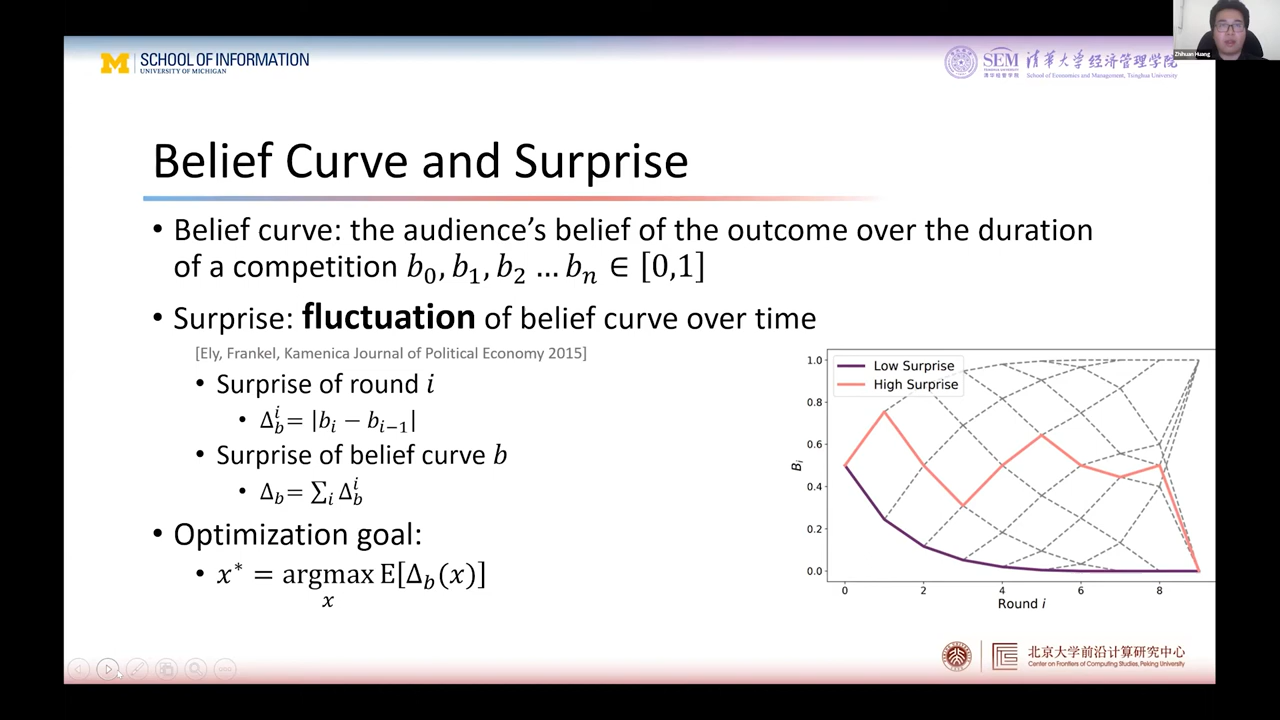 Zhihuan Huang
M SCHOOL OF INFORMATION
UNIVERSITY OF MICHIGAN
SEM 清华大学经济管理学院
School of Economics and Management, Tsinghua University
Belief Curve and Surprise
• Belief curve: the audience's belief of the outcome over the duration
of a competition b₀, b₁, b₂ … bₙ ∈ [0,1]
• Surprise: fluctuation of belief curve over time
[Ely, Frankel, Kamenica Journal of Political Economy 2015]
• Surprise of round i
• Δᵢ_b = |bᵢ − bᵢ₋₁|
• Surprise of belief curve b
• Δ_b = ∑ᵢ Δⁱ_b
• Optimization goal:
• x* = argmax E[Δ_b(x)]
x
Low Surprise
High Surprise
1.0
0.8
0.6
0.4
0.2
0.0
Bᵢ
0 2 4 6 8
Round i
北京大学前沿计算研究中心
Center on Frontiers of Computing Studies, Peking University